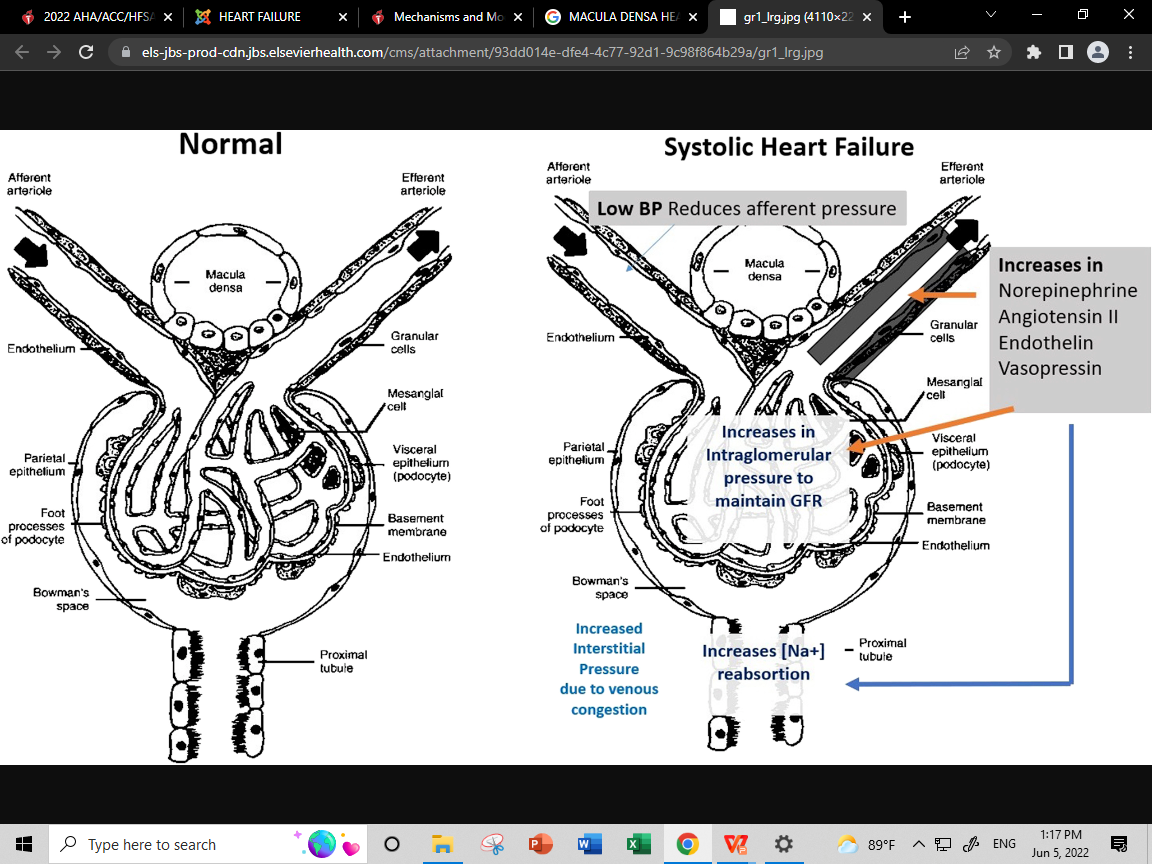 2022 AHA/ACC/HFSA
HEART FAILURE
Mechanisms and Mo
MACULA DENSA HEA
gr1_lrg.jpg (4110×22
els-jbs-prod-cdn.jbs.elsevierhealth.com/cms/attachment/93dd014e-dfe4-4c77-92d1-9c98f864b29a/gr1_lrg.jpg
Normal
Afferent
arteriole
Efferent
arteriole
Macula
densa
Endothelium
Granular
cells
Mesangial
cell
Parietal
epithelium
Visceral
epithelium
(podocyte)
Foot
processes
of podocyte
Basement
membrane
Endothelium
Bowman's
space
Proximal
tubule
Systolic Heart Failure
Afferent
arteriole
Efferent
arteriole
Low BP Reduces afferent pressure
Macula
densa
Increases in
Norepinephrine
Angiotensin II
Endothelin
Vasopressin
Endothelium
Granular
cells
Mesangial
cell
Increases in
Intraglomerular
pressure to
maintain GFR
Parietal
epithelium
Visceral
epithelium
(podocyte)
Foot
processes
of podocyte
Basement
membrane
Endothelium
Bowman's
space
Increased
Interstitial
Pressure
due to venous
congestion
Increases [Na+]
reabsortion
Proximal
tubule
Type here to search
89°F
ENG
1:17 PM
Jun 5, 2022